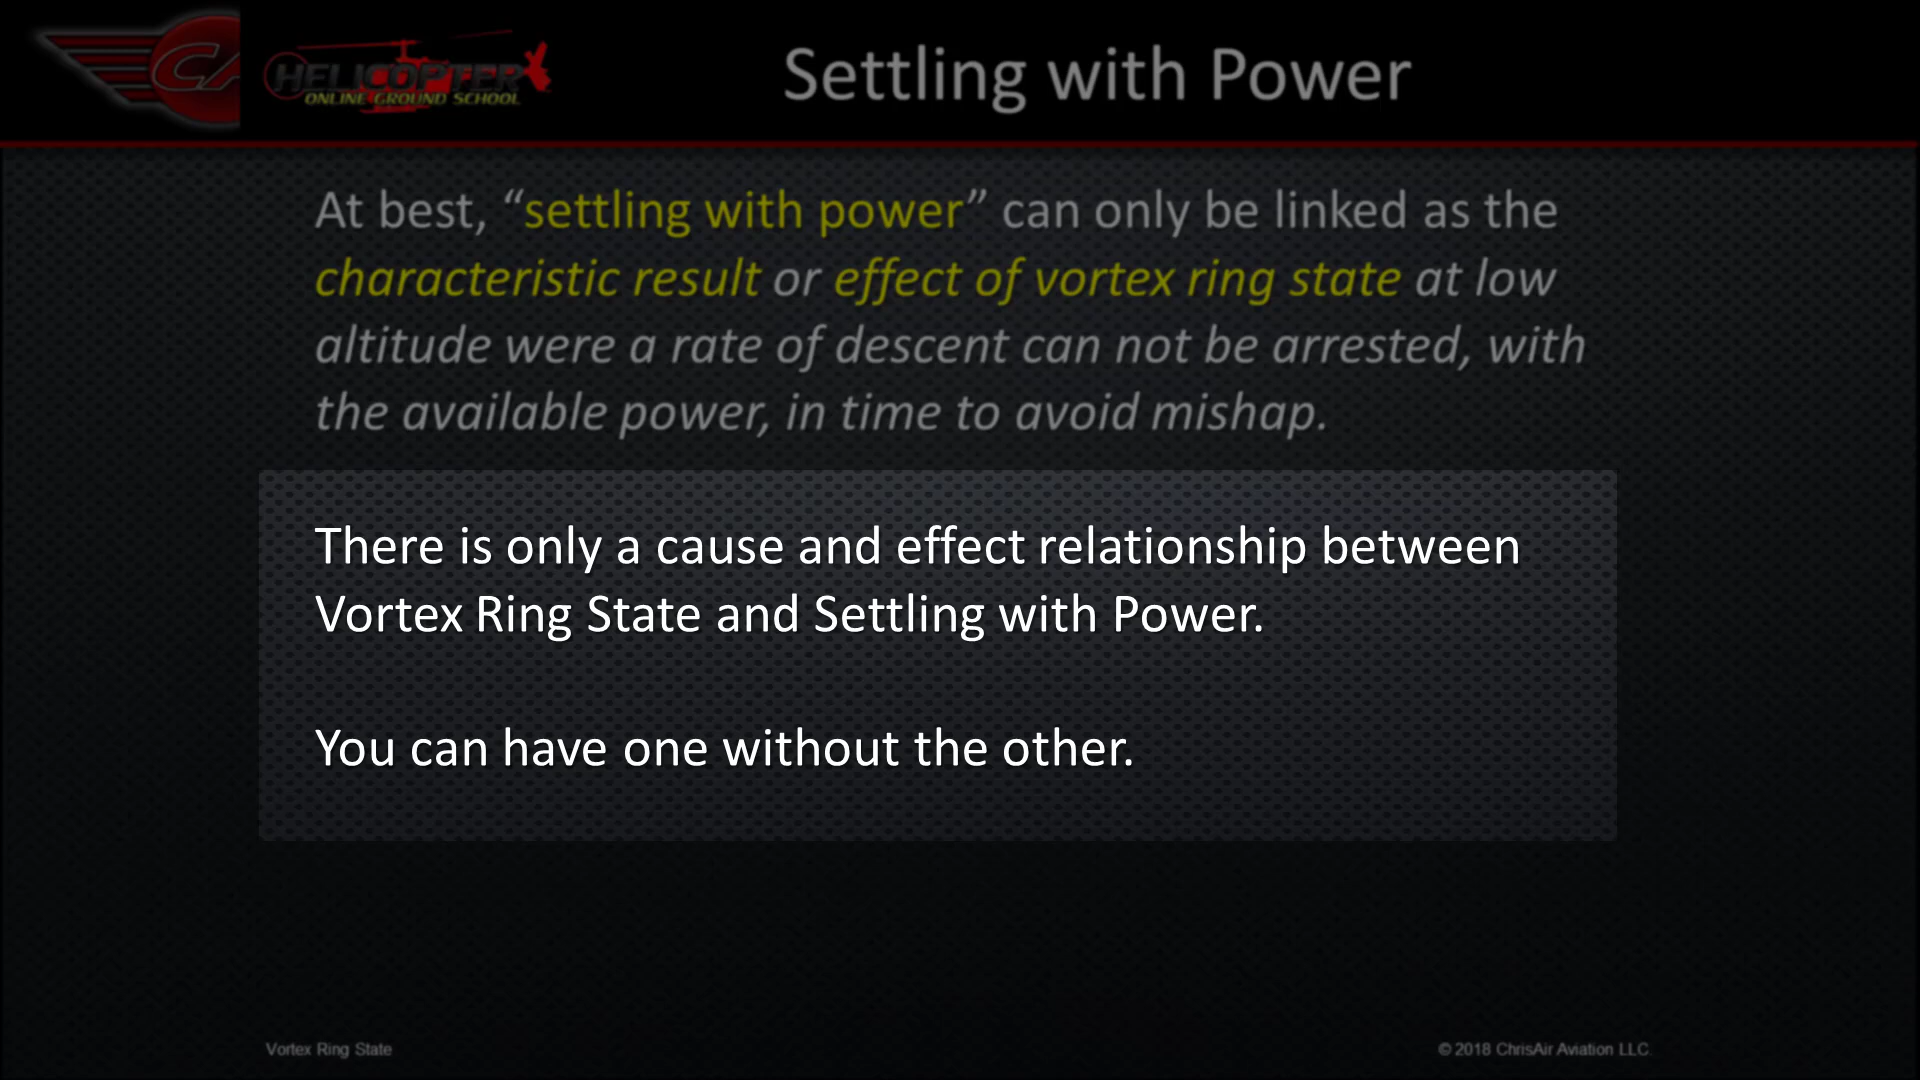 CA
HELICOPTER
ONLINE GROUND SCHOOL
Settling with Power
At best, “settling with power” can only be linked as the
characteristic result or effect of vortex ring state at low
altitude were a rate of descent can not be arrested, with
the available power, in time to avoid mishap.
There is only a cause and effect relationship between
Vortex Ring State and Settling with Power.
You can have one without the other.
Vortex Ring State
© 2018 ChrisAir Aviation LLC.